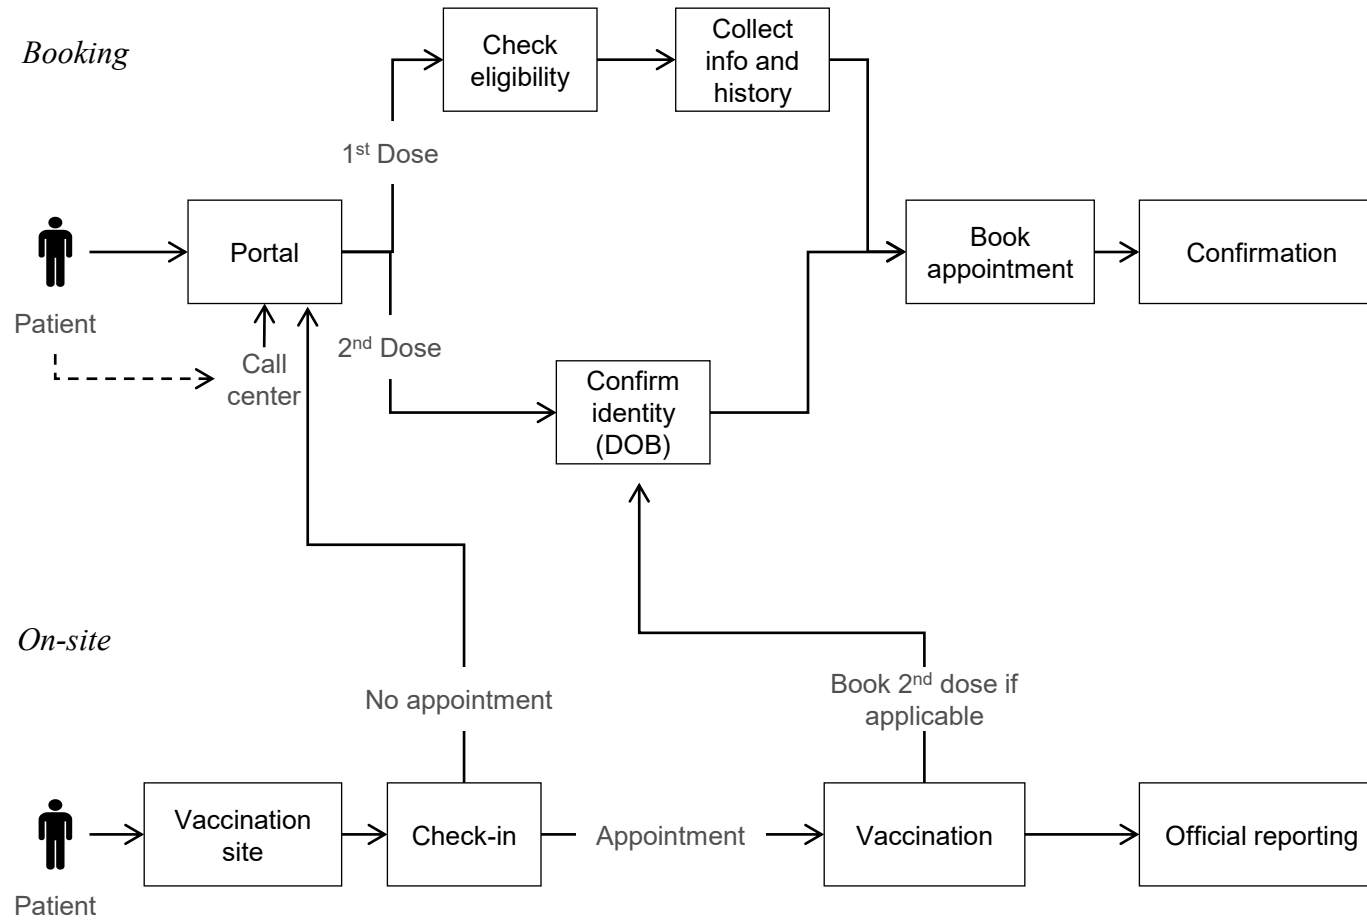 Booking
Check
eligibility
Collect
info and
history
1st Dose
Patient
Portal
Book
appointment
Confirmation
2nd Dose
Call
center
Confirm
identity
(DOB)
On-site
No appointment
Book 2nd dose if
applicable
Patient
Vaccination
site
Check-in
Appointment
Vaccination
Official reporting